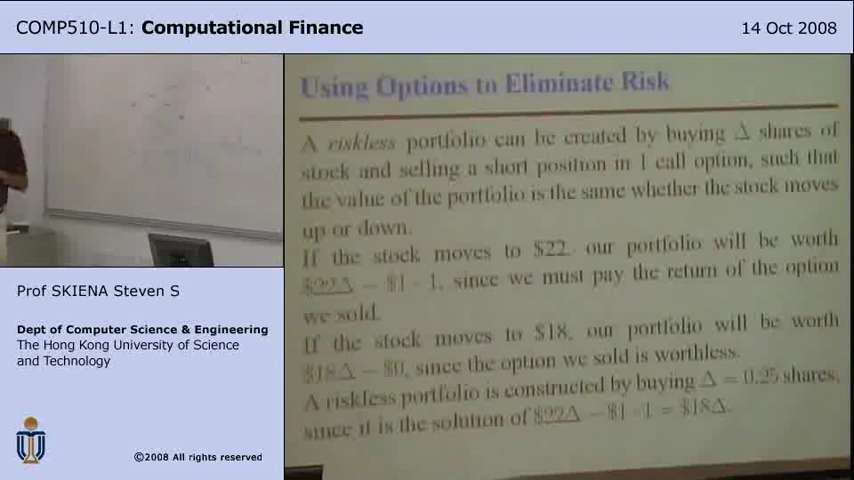 COMP510-L1: Computational Finance
14 Oct 2008
Using Options to Eliminate Risk
A riskless portfolio can be created by buying Δ shares of
stock and selling a short position in 1 call option, such that
the value of the portfolio is the same whether the stock moves
up or down.
If the stock moves to $22, our portfolio will be worth
$22Δ − $1 · 1, since we must pay the return of the option
we sold.
If the stock moves to $18, our portfolio will be worth
$18Δ − $0, since the option we sold is worthless.
A riskless portfolio is constructed by buying Δ = 0.25 shares,
since it is the solution of $22Δ − $1 · 1 = $18Δ.
Prof SKIENA Steven S
Dept of Computer Science & Engineering
The Hong Kong University of Science
and Technology
©2008 All rights reserved